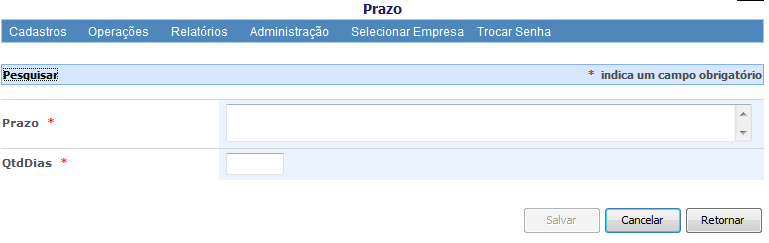 Prazo
Cadastros Operações Relatórios Administração Selecionar Empresa Trocar Senha
Pesquisar * indica um campo obrigatório
Prazo *
QtdDias *
Salvar Cancelar Retornar